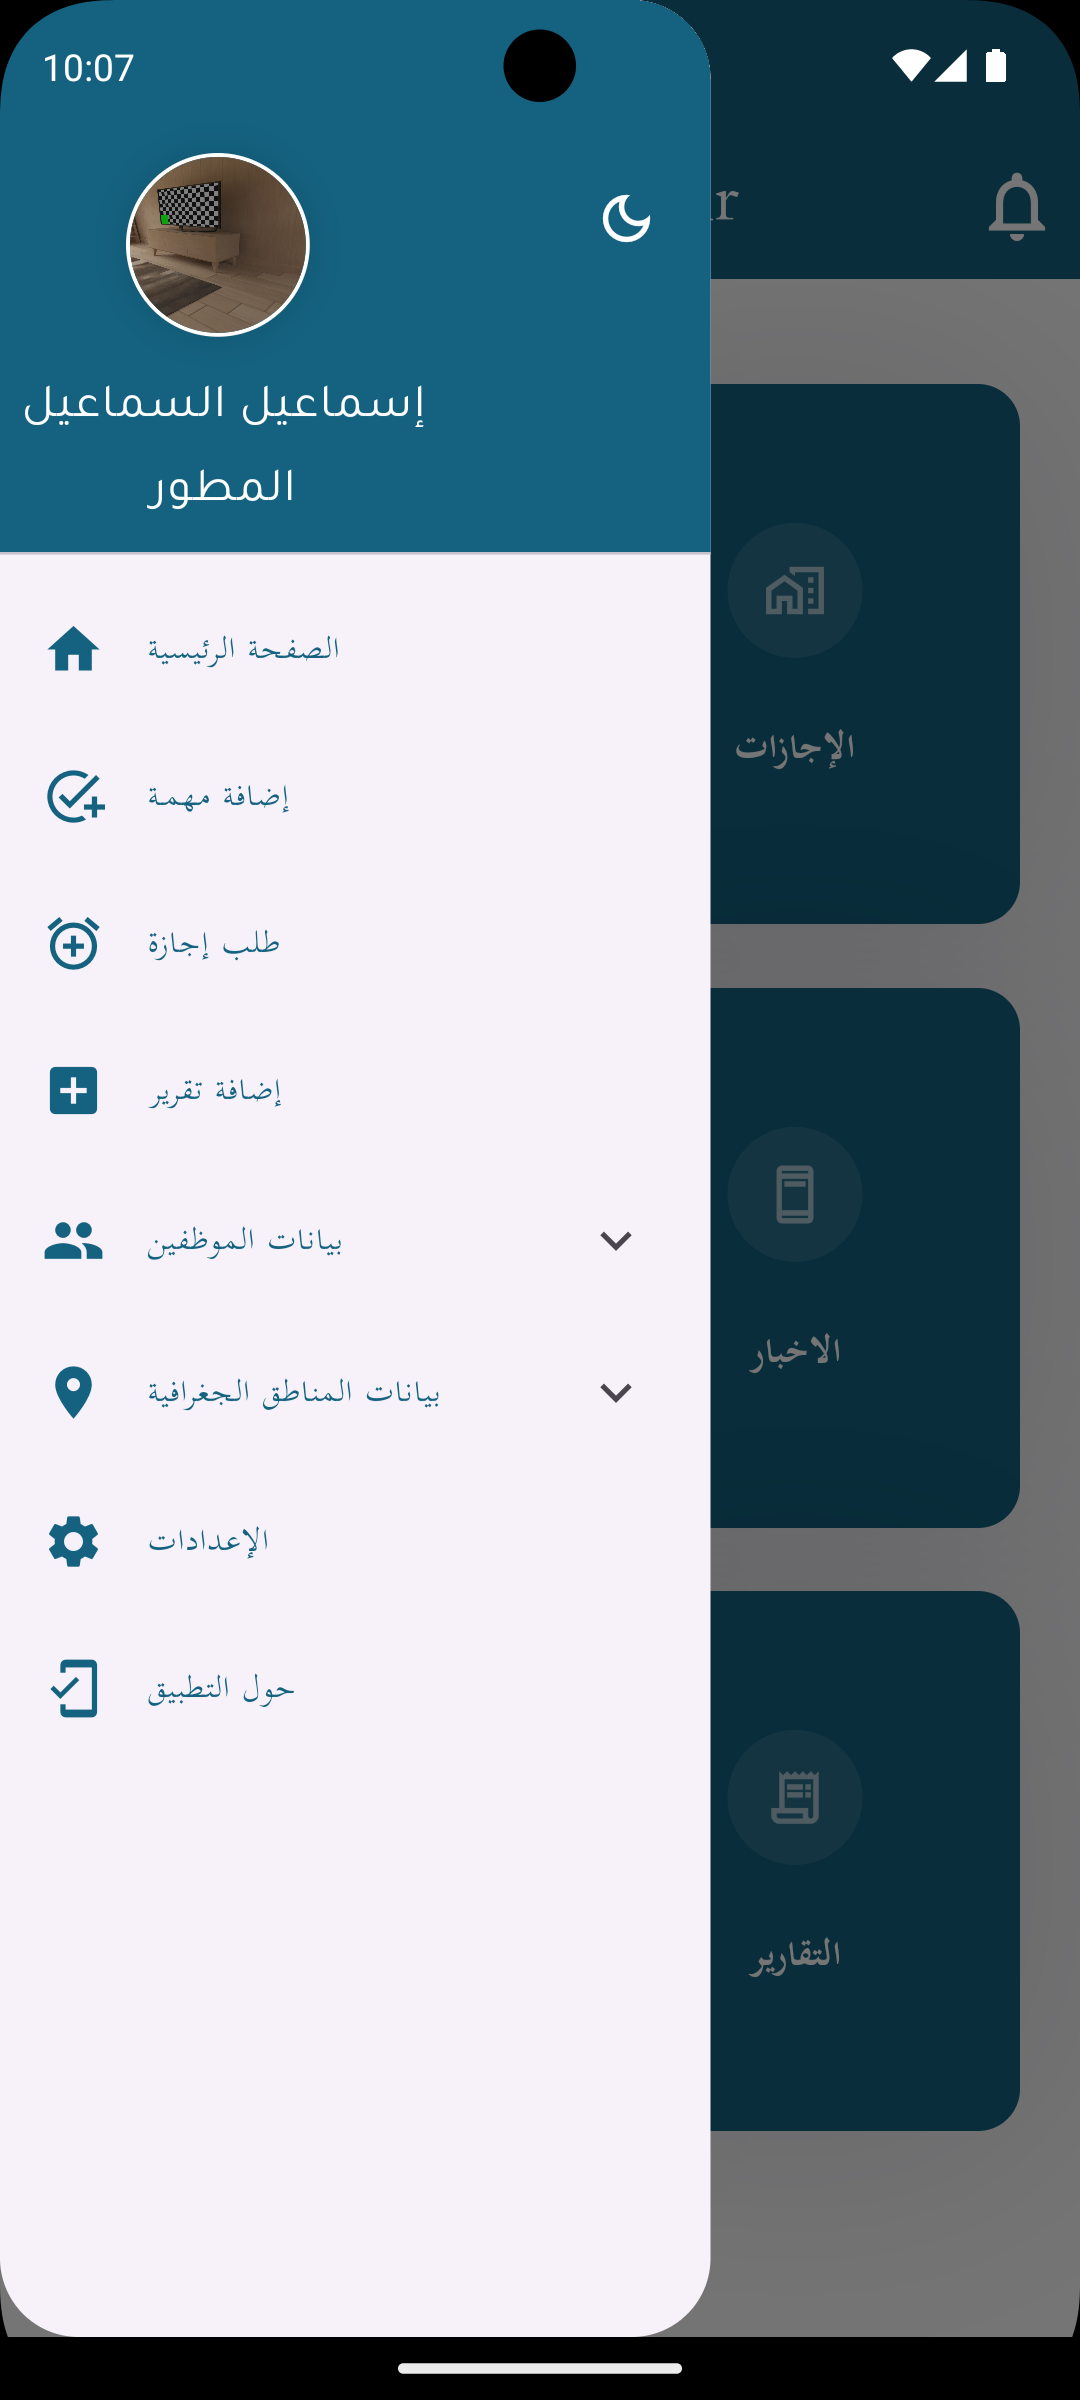 10:07
إسماعيل السماعيل
المطور
الصفحة الرئيسية
إضافة مهمة
طلب إجازة
إضافة تقرير
بيانات الموظفين
بيانات المناطق الجغرافية
الإعدادات
حول التطبيق
الإجازات
الاخبار
التقارير